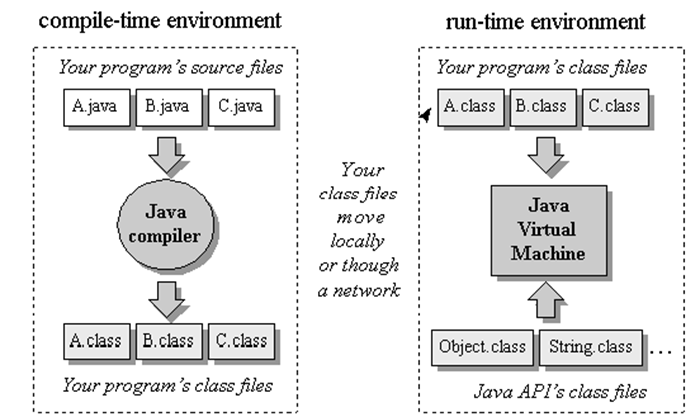 compile-time environment
Your program's source files
A.java B.java C.java
Java
compiler
A.class B.class C.class
Your program's class files
Your
class files
move
locally
or though
a network
run-time environment
Your program's class files
A.class B.class C.class
Java
Virtual
Machine
Object.class String.class ...
Java API's class files